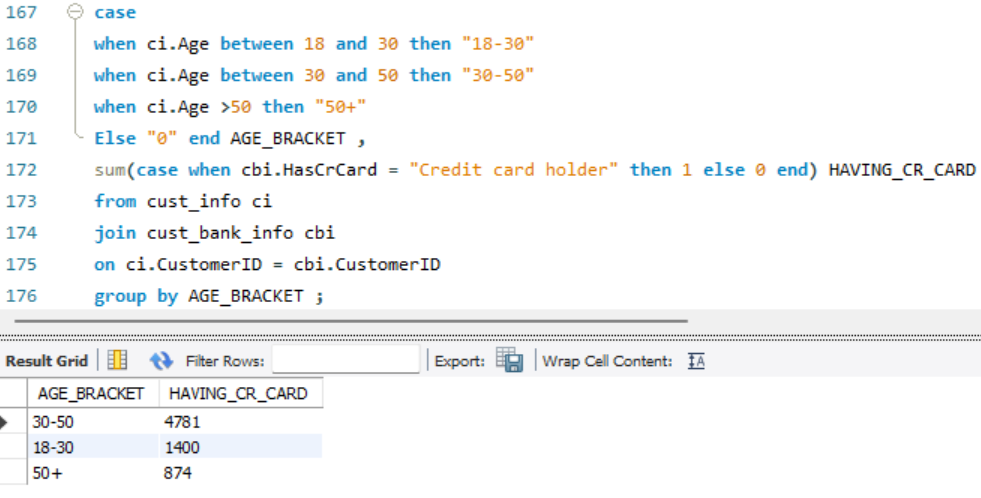 167 case
168 when ci.Age between 18 and 30 then "18-30"
169 when ci.Age between 30 and 50 then "30-50"
170 when ci.Age >50 then "50+"
171 Else "0" end AGE_BRACKET ,
172 sum(case when cbi.HasCrCard = "Credit card holder" then 1 else 0 end) HAVING_CR_CARD
173 from cust_info ci
174 join cust_bank_info cbi
175 on ci.CustomerID = cbi.CustomerID
176 group by AGE_BRACKET ;
Result Grid Filter Rows: Export: Wrap Cell Content: IA
AGE_BRACKET HAVING_CR_CARD
30-50 4781
18-30 1400
50+ 874